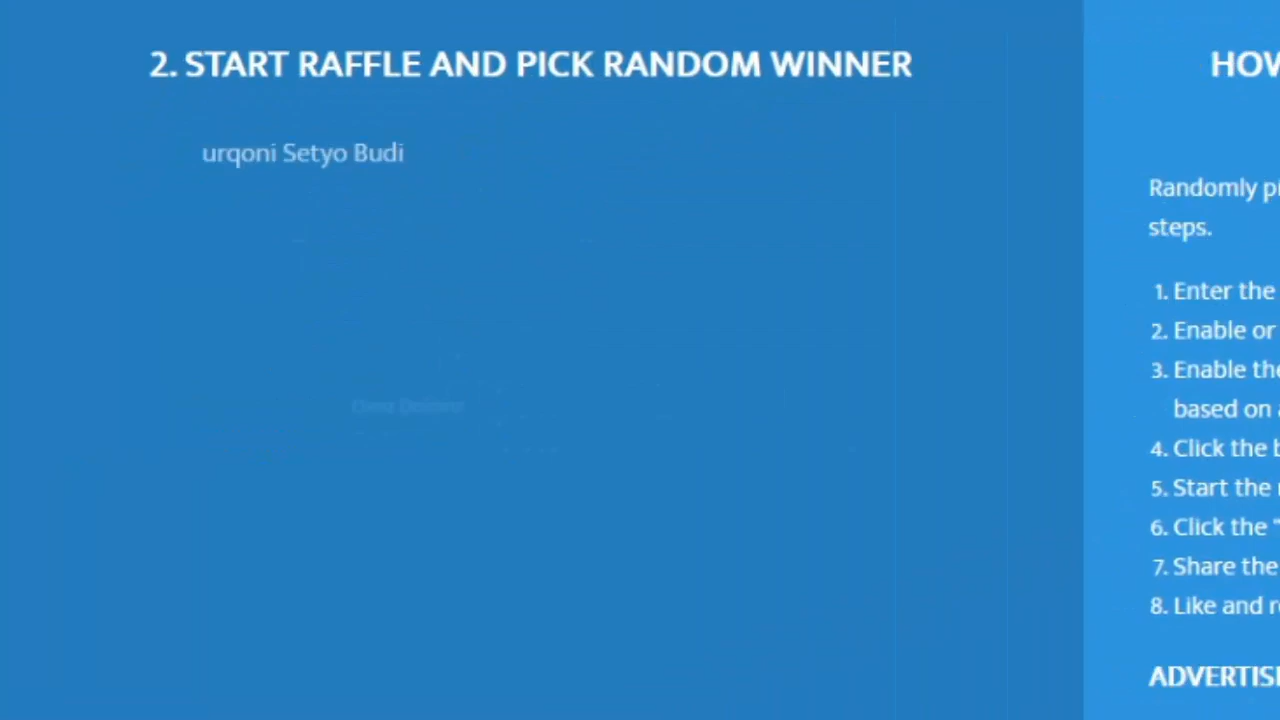 2. START RAFFLE AND PICK RANDOM WINNER
urqoni Setyo Budi
HOW
Randomly pi
steps.
1. Enter the
2. Enable or
3. Enable the
based on a
4. Click the b
5. Start the
6. Click the "
7. Share the
8. Like and re
ADVERTIS